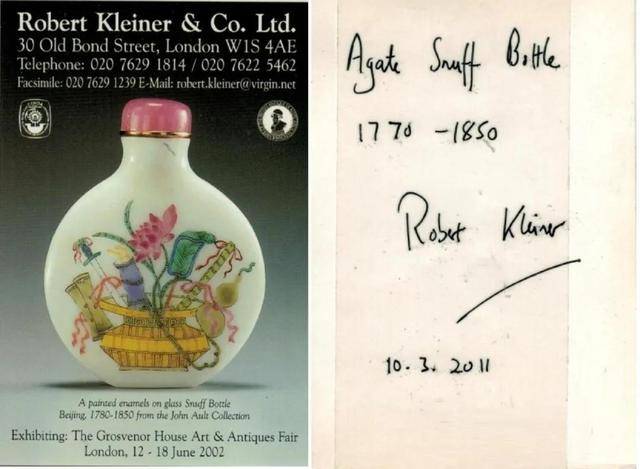 Robert Kleiner & Co. Ltd.
30 Old Bond Street, London W1S 4AE
Telephone: 020 7629 1814 / 020 7622 5462
Facsimile: 020 7629 1239 E-Mail: robert.kleiner@virgin.net
A painted enamels on glass Snuff Bottle
Beijing, 1780-1850 from the John Ault Collection
Exhibiting: The Grosvenor House Art & Antiques Fair
London, 12 - 18 June 2002
Agate Snuff Bottle
1770 - 1850
Robert Kleiner
10. 3. 2011